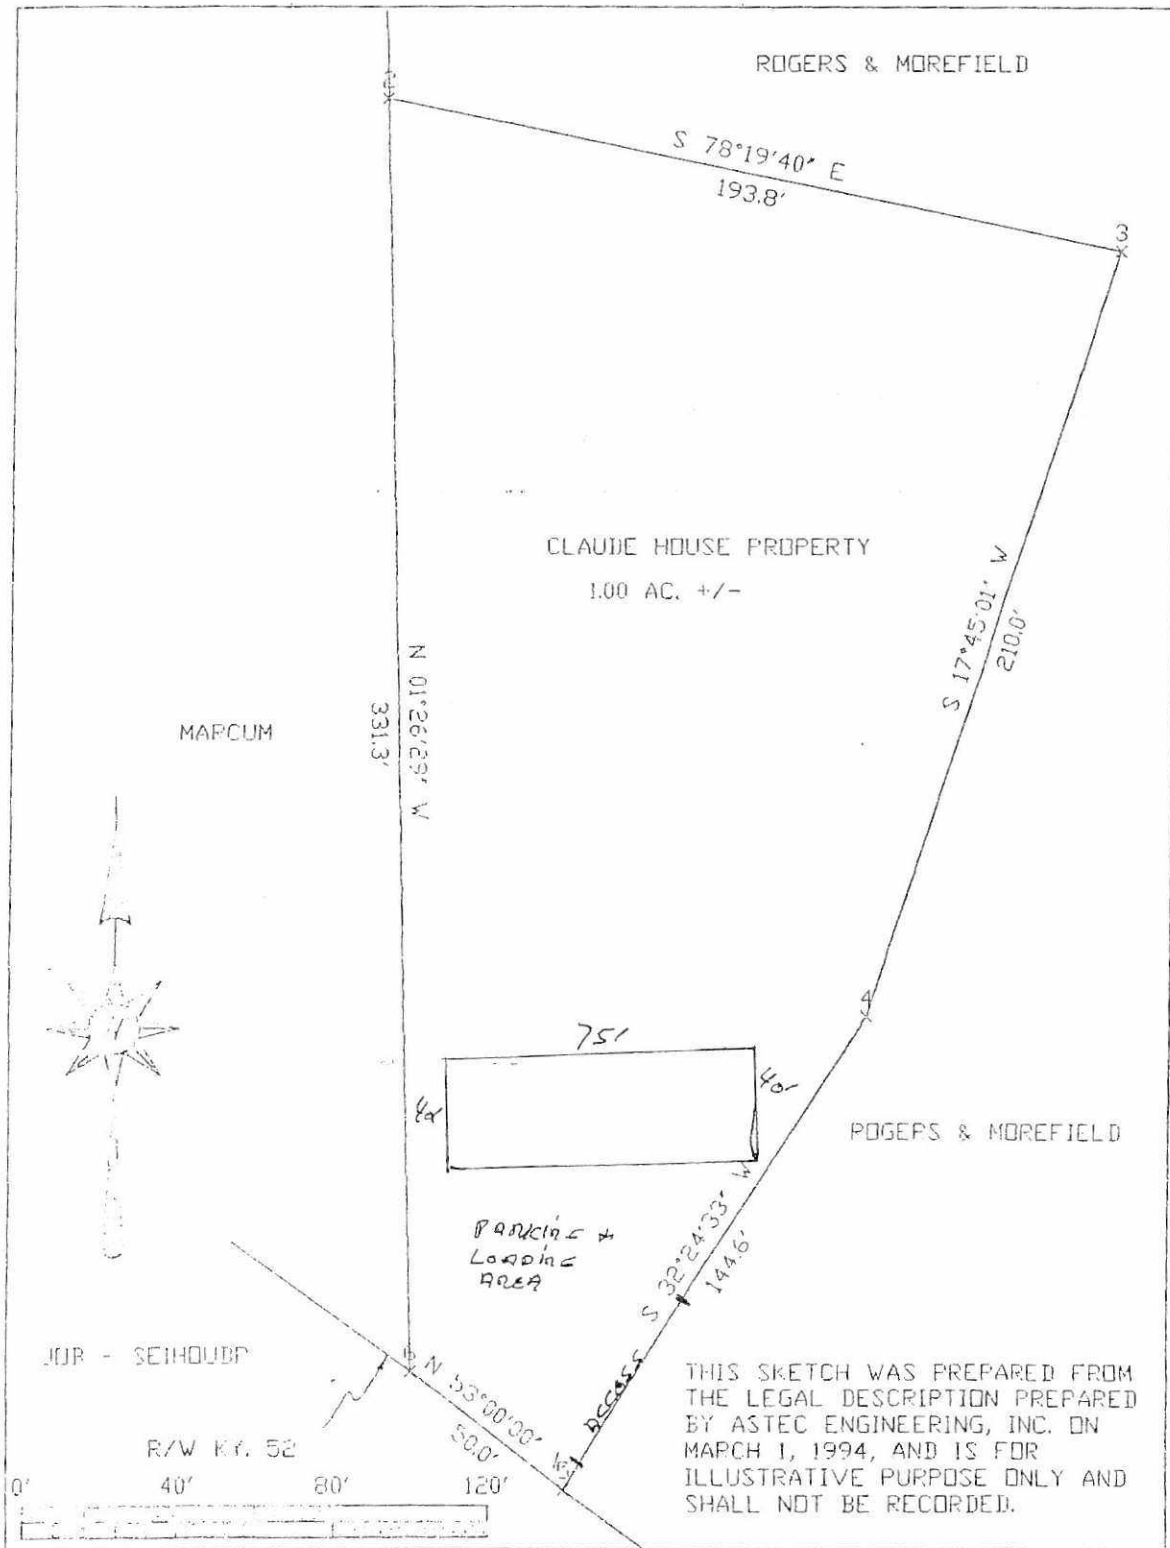 ROGERS & MOREFIELD
2
S 78°19'40" E
193.8'
3
CLAUDE HOUSE PROPERTY
1.00 AC. +/-
S 17°45'01" W
210.0'
N 01°26'29" W
331.3'
MARCUM
4
75'
40'
40'
ROGERS & MOREFIELD
S 32°24'33" W
144.6'
PARKING &
LOADING
AREA
ACCESS
JOB - SEIHOUDP
N 53°00'00"
50.0'
R/W KY. 52
0' 40' 80' 120'
THIS SKETCH WAS PREPARED FROM
THE LEGAL DESCRIPTION PREPARED
BY ASTEC ENGINEERING, INC. ON
MARCH 1, 1994, AND IS FOR
ILLUSTRATIVE PURPOSE ONLY AND
SHALL NOT BE RECORDED.